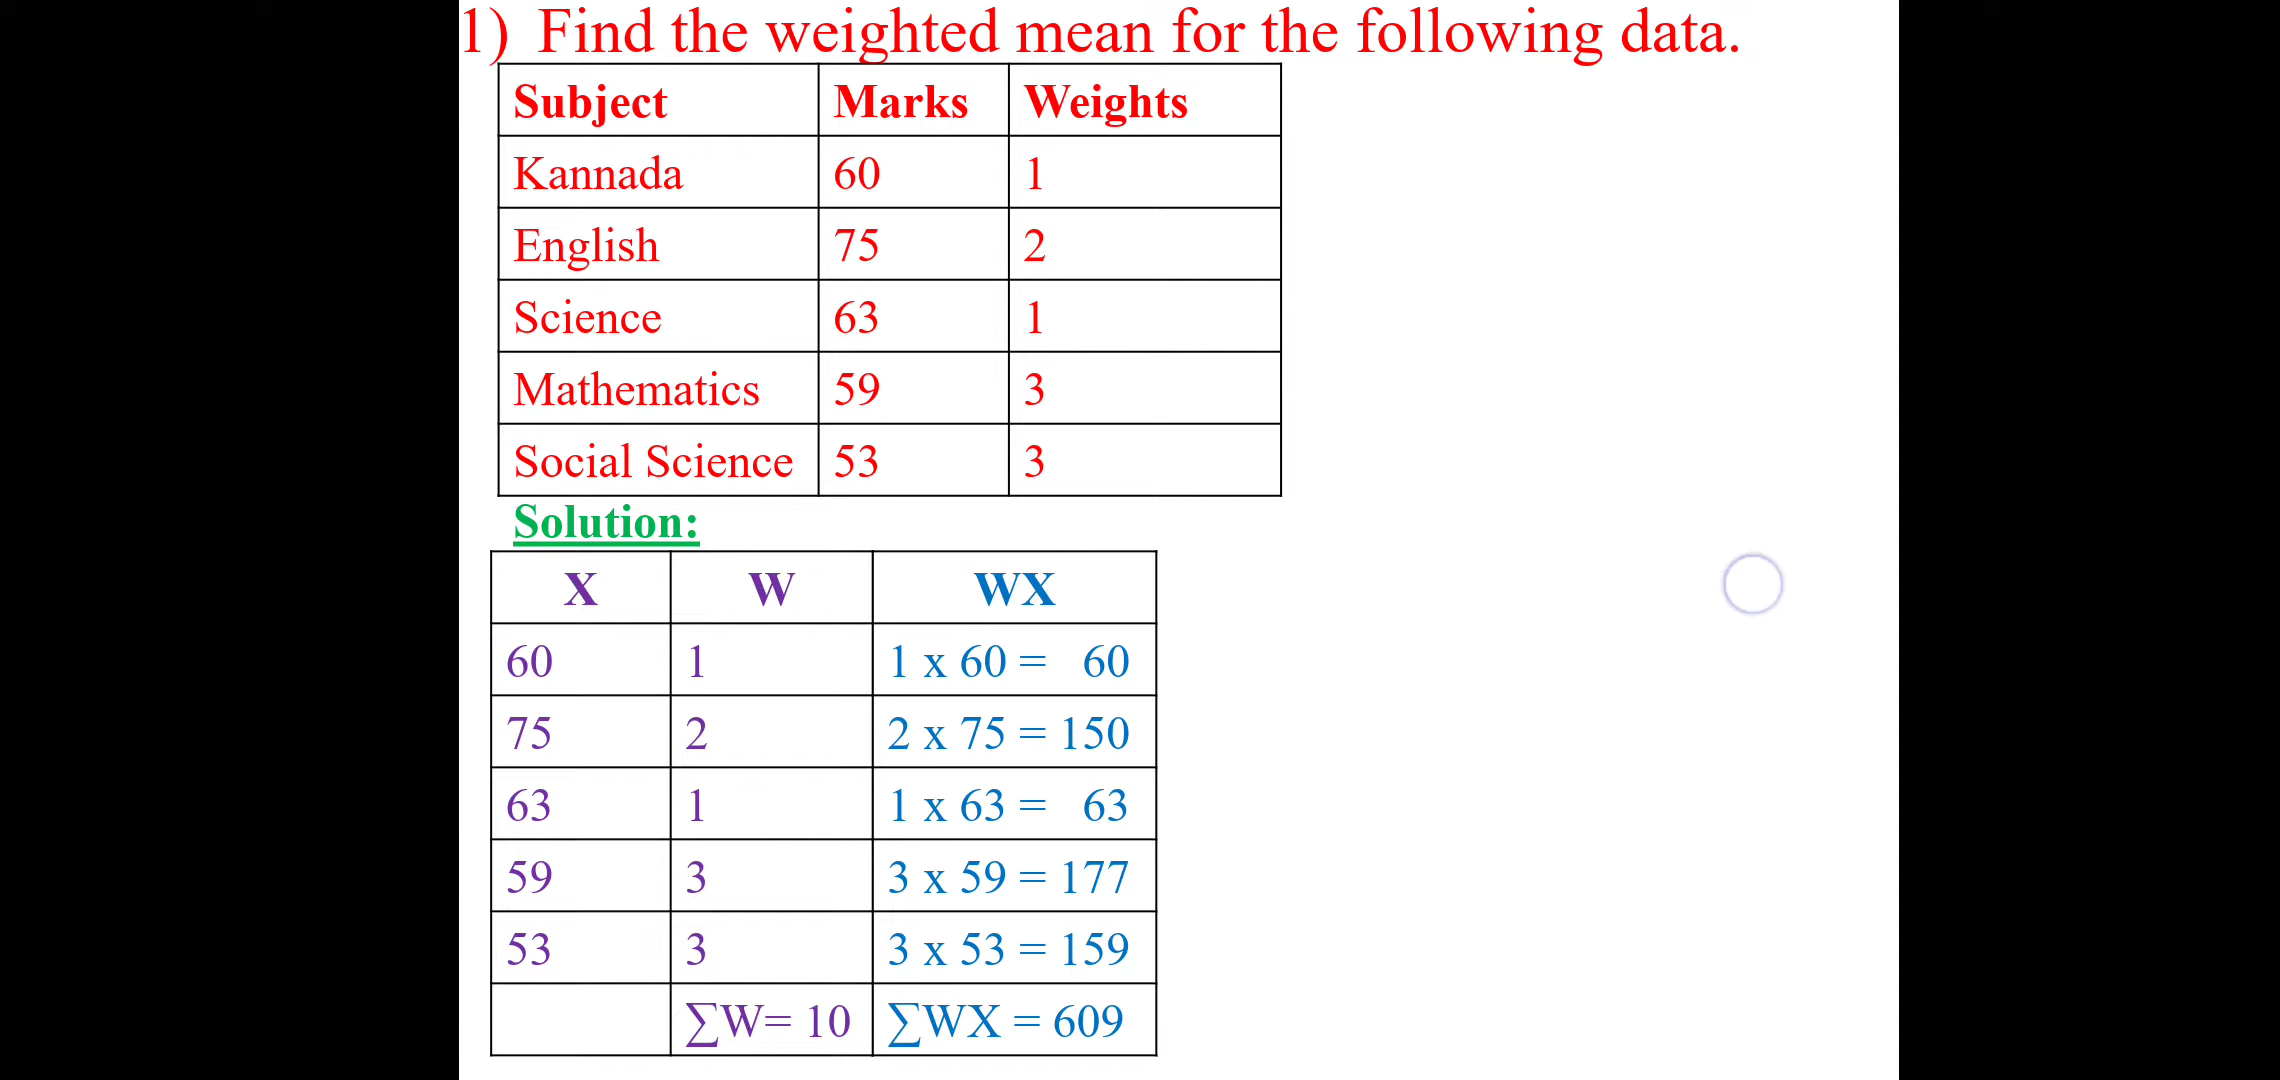 1) Find the weighted mean for the following data.
Subject Marks Weights
Kannada 60 1
English 75 2
Science 63 1
Mathematics 59 3
Social Science 53 3
Solution:
X W WX
60 1 1 x 60 = 60
75 2 2 x 75 = 150
63 1 1 x 63 = 63
59 3 3 x 59 = 177
53 3 3 x 53 = 159
∑W= 10 ∑WX = 609